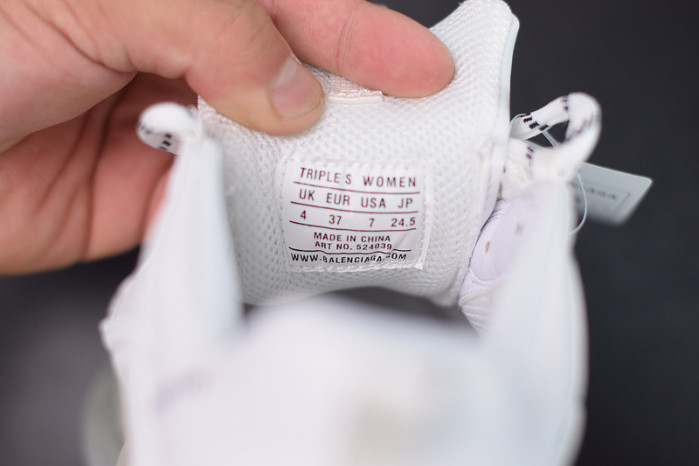 TRIPLE S WOMEN
UK EUR USA JP
4 37 7 24.5
MADE IN CHINA
ART NO. 524039
WWW.BALENCIAGA.COM